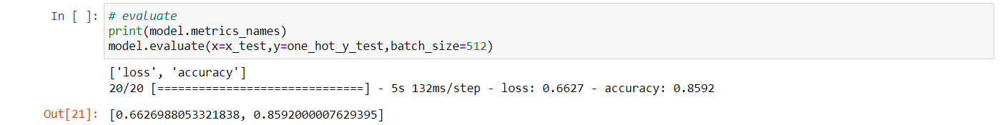 In [ ]: # evaluate
print(model.metrics_names)
model.evaluate(x=x_test,y=one_hot_y_test,batch_size=512)
['loss', 'accuracy']
20/20 [==============================] - 5s 132ms/step - loss: 0.6627 - accuracy: 0.8592
Out[21]: [0.6626988053321838, 0.8592000007629395]